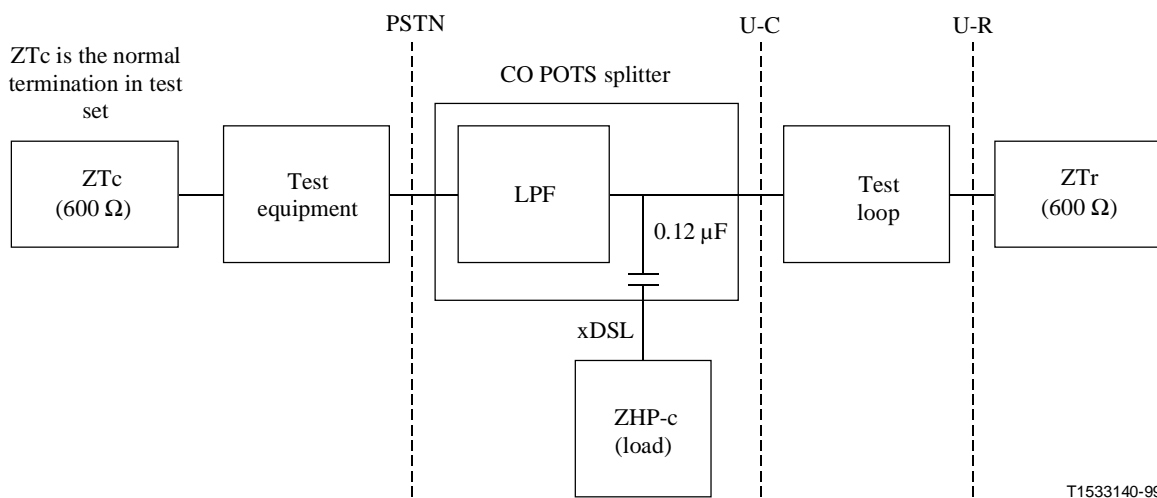 PSTN
U-C
U-R
ZTc is the normal
termination in test
set
CO POTS splitter
ZTc
(600 Ω)
Test
equipment
LPF
0.12 µF
Test
loop
ZTr
(600 Ω)
xDSL
ZHP-c
(load)
T1533140-99